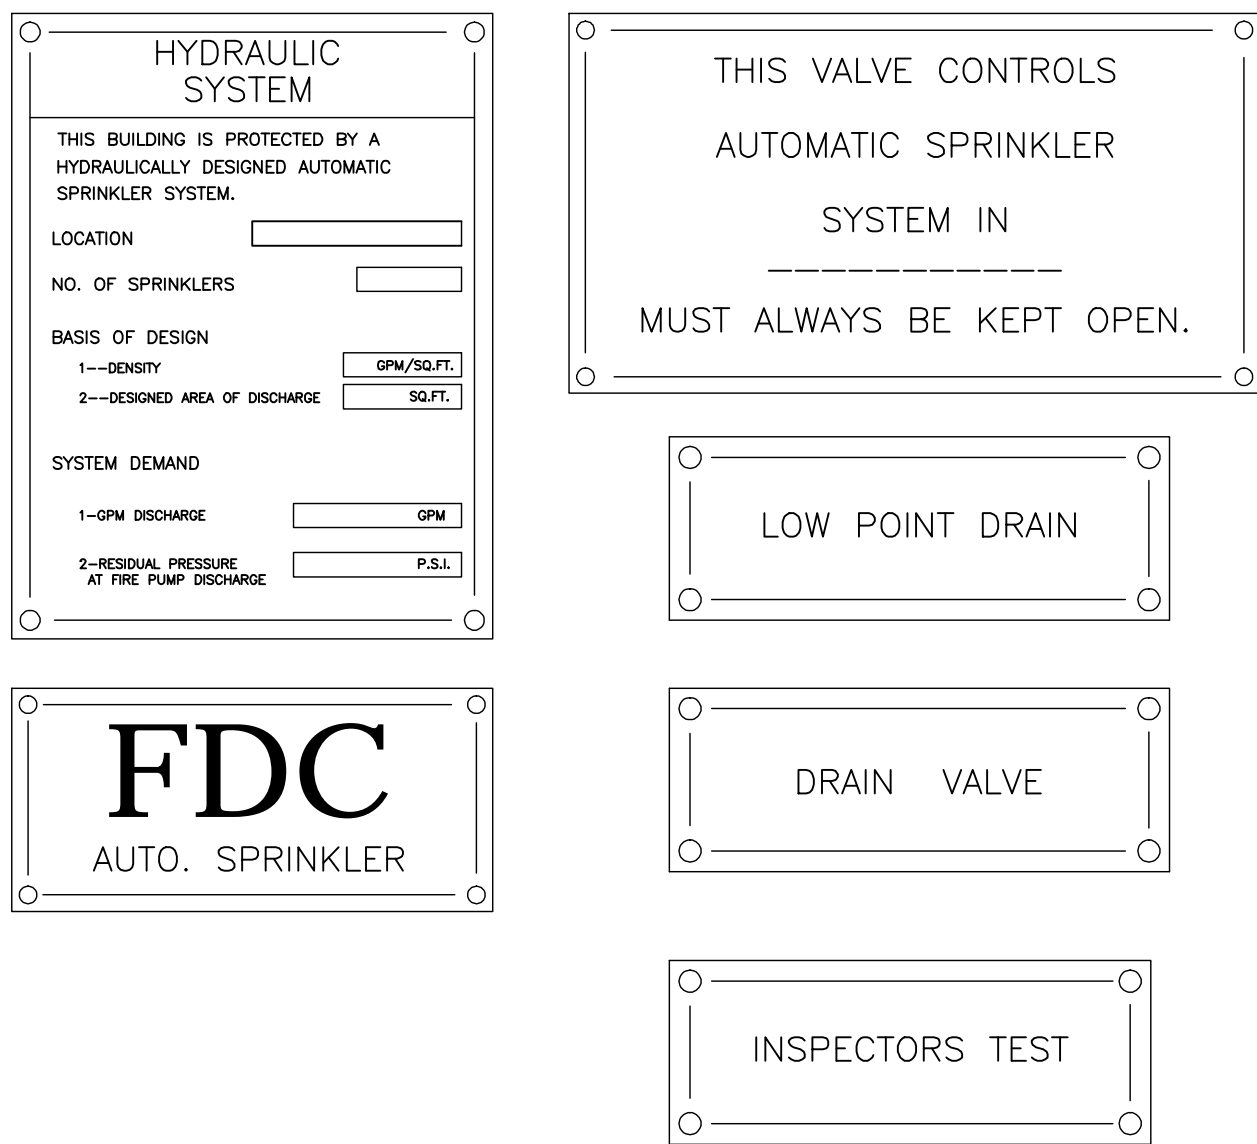 HYDRAULIC
SYSTEM
THIS BUILDING IS PROTECTED BY A
HYDRAULICALLY DESIGNED AUTOMATIC
SPRINKLER SYSTEM.
LOCATION
NO. OF SPRINKLERS
BASIS OF DESIGN
1--DENSITY GPM/SQ.FT.
2--DESIGNED AREA OF DISCHARGE SQ.FT.
SYSTEM DEMAND
1-GPM DISCHARGE GPM
2-RESIDUAL PRESSURE P.S.I.
AT FIRE PUMP DISCHARGE
FDC
AUTO. SPRINKLER
THIS VALVE CONTROLS
AUTOMATIC SPRINKLER
SYSTEM IN
___________
MUST ALWAYS BE KEPT OPEN.
LOW POINT DRAIN
DRAIN VALVE
INSPECTORS TEST